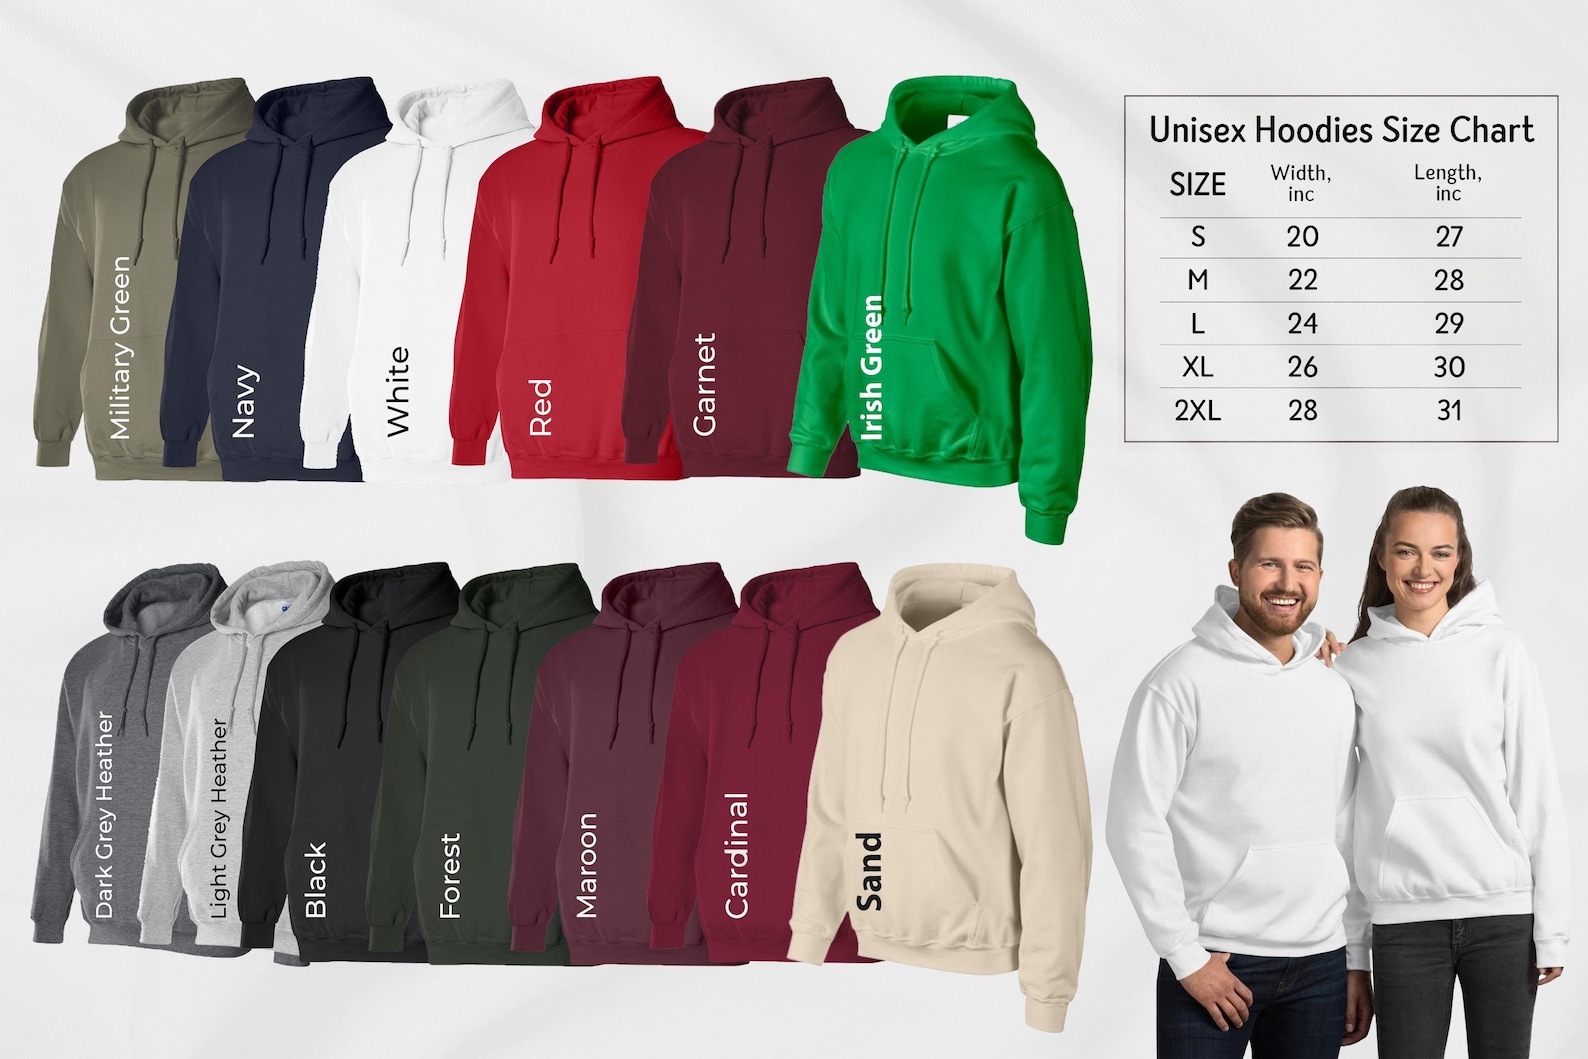 Military Green
Navy
White
Red
Garnet
Irish Green
Unisex Hoodies Size Chart
SIZE Width, inc Length, inc
S 20 27
M 22 28
L 24 29
XL 26 30
2XL 28 31
Dark Grey Heather
Light Grey Heather
Black
Forest
Maroon
Cardinal
Sand